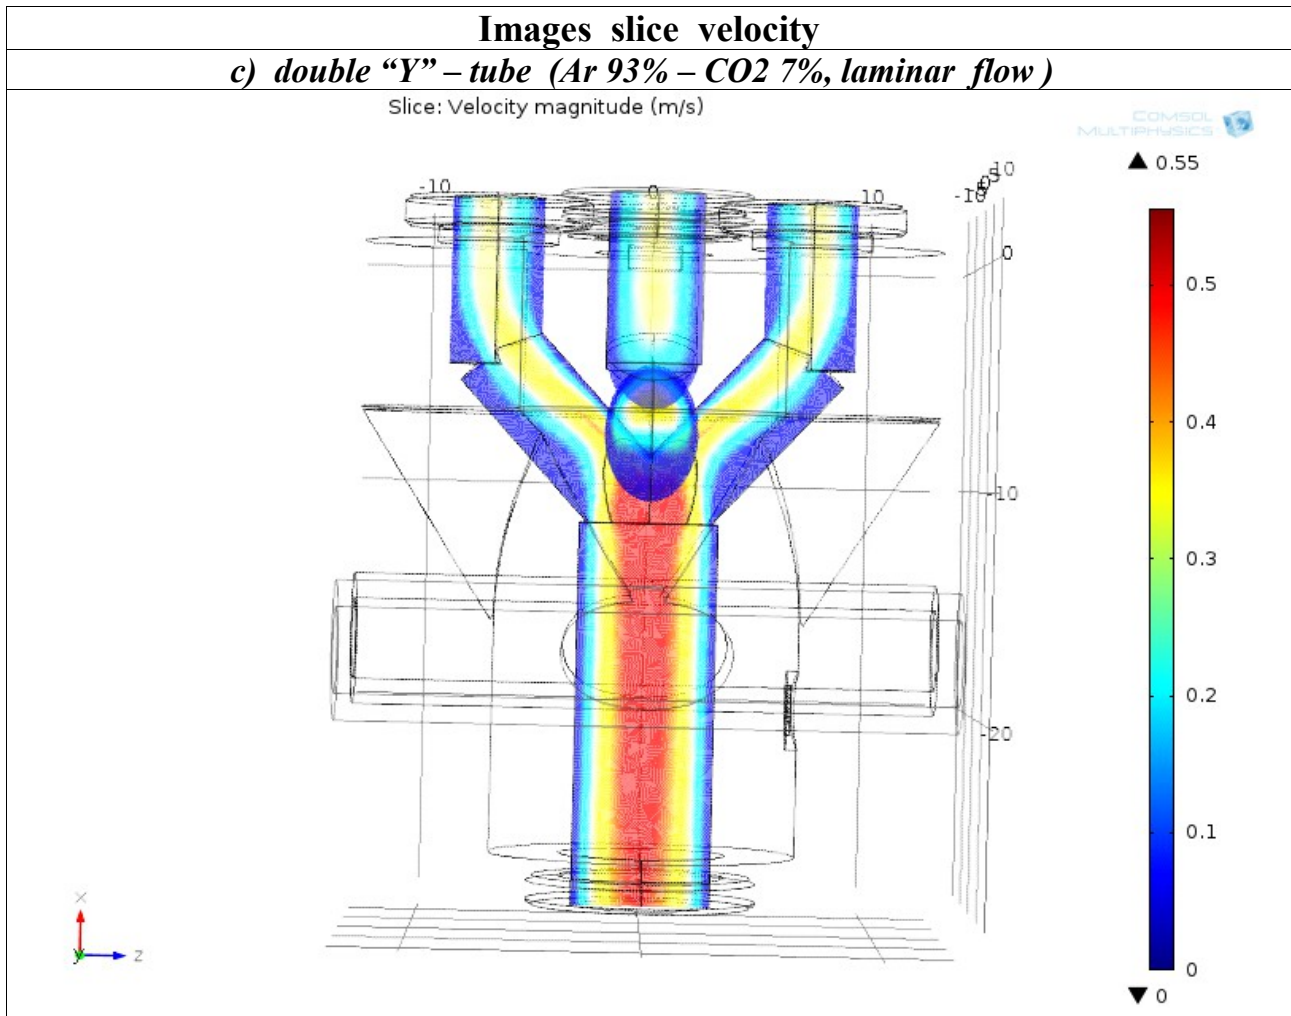 Images slice velocity
c) double “Y” – tube (Ar 93% – CO2 7%, laminar flow )
Slice: Velocity magnitude (m/s)
COMSOL
MULTIPHYSICS
▲ 0.55
-10
0
10
10
0
-10
-20
0.5
0.4
0.3
0.2
0.1
0
▼ 0
x
y
z